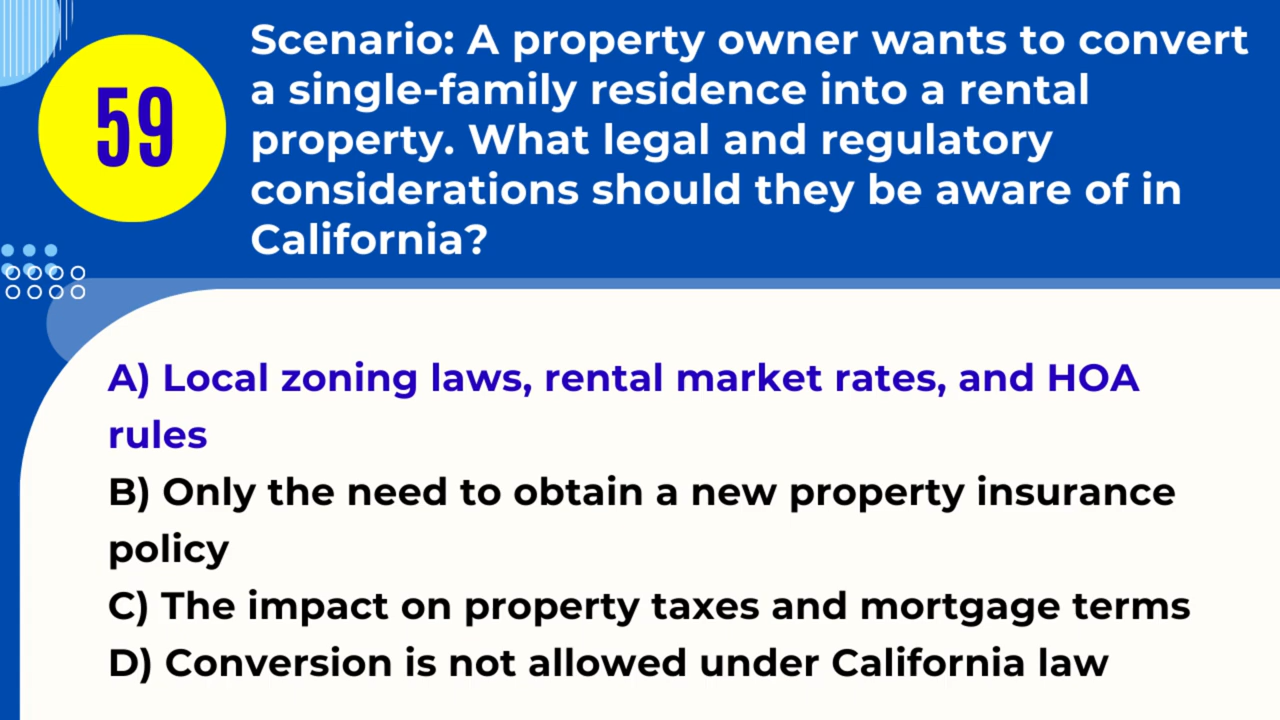 59
Scenario: A property owner wants to convert
a single-family residence into a rental
property. What legal and regulatory
considerations should they be aware of in
California?
A) Local zoning laws, rental market rates, and HOA
rules
B) Only the need to obtain a new property insurance
policy
C) The impact on property taxes and mortgage terms
D) Conversion is not allowed under California law